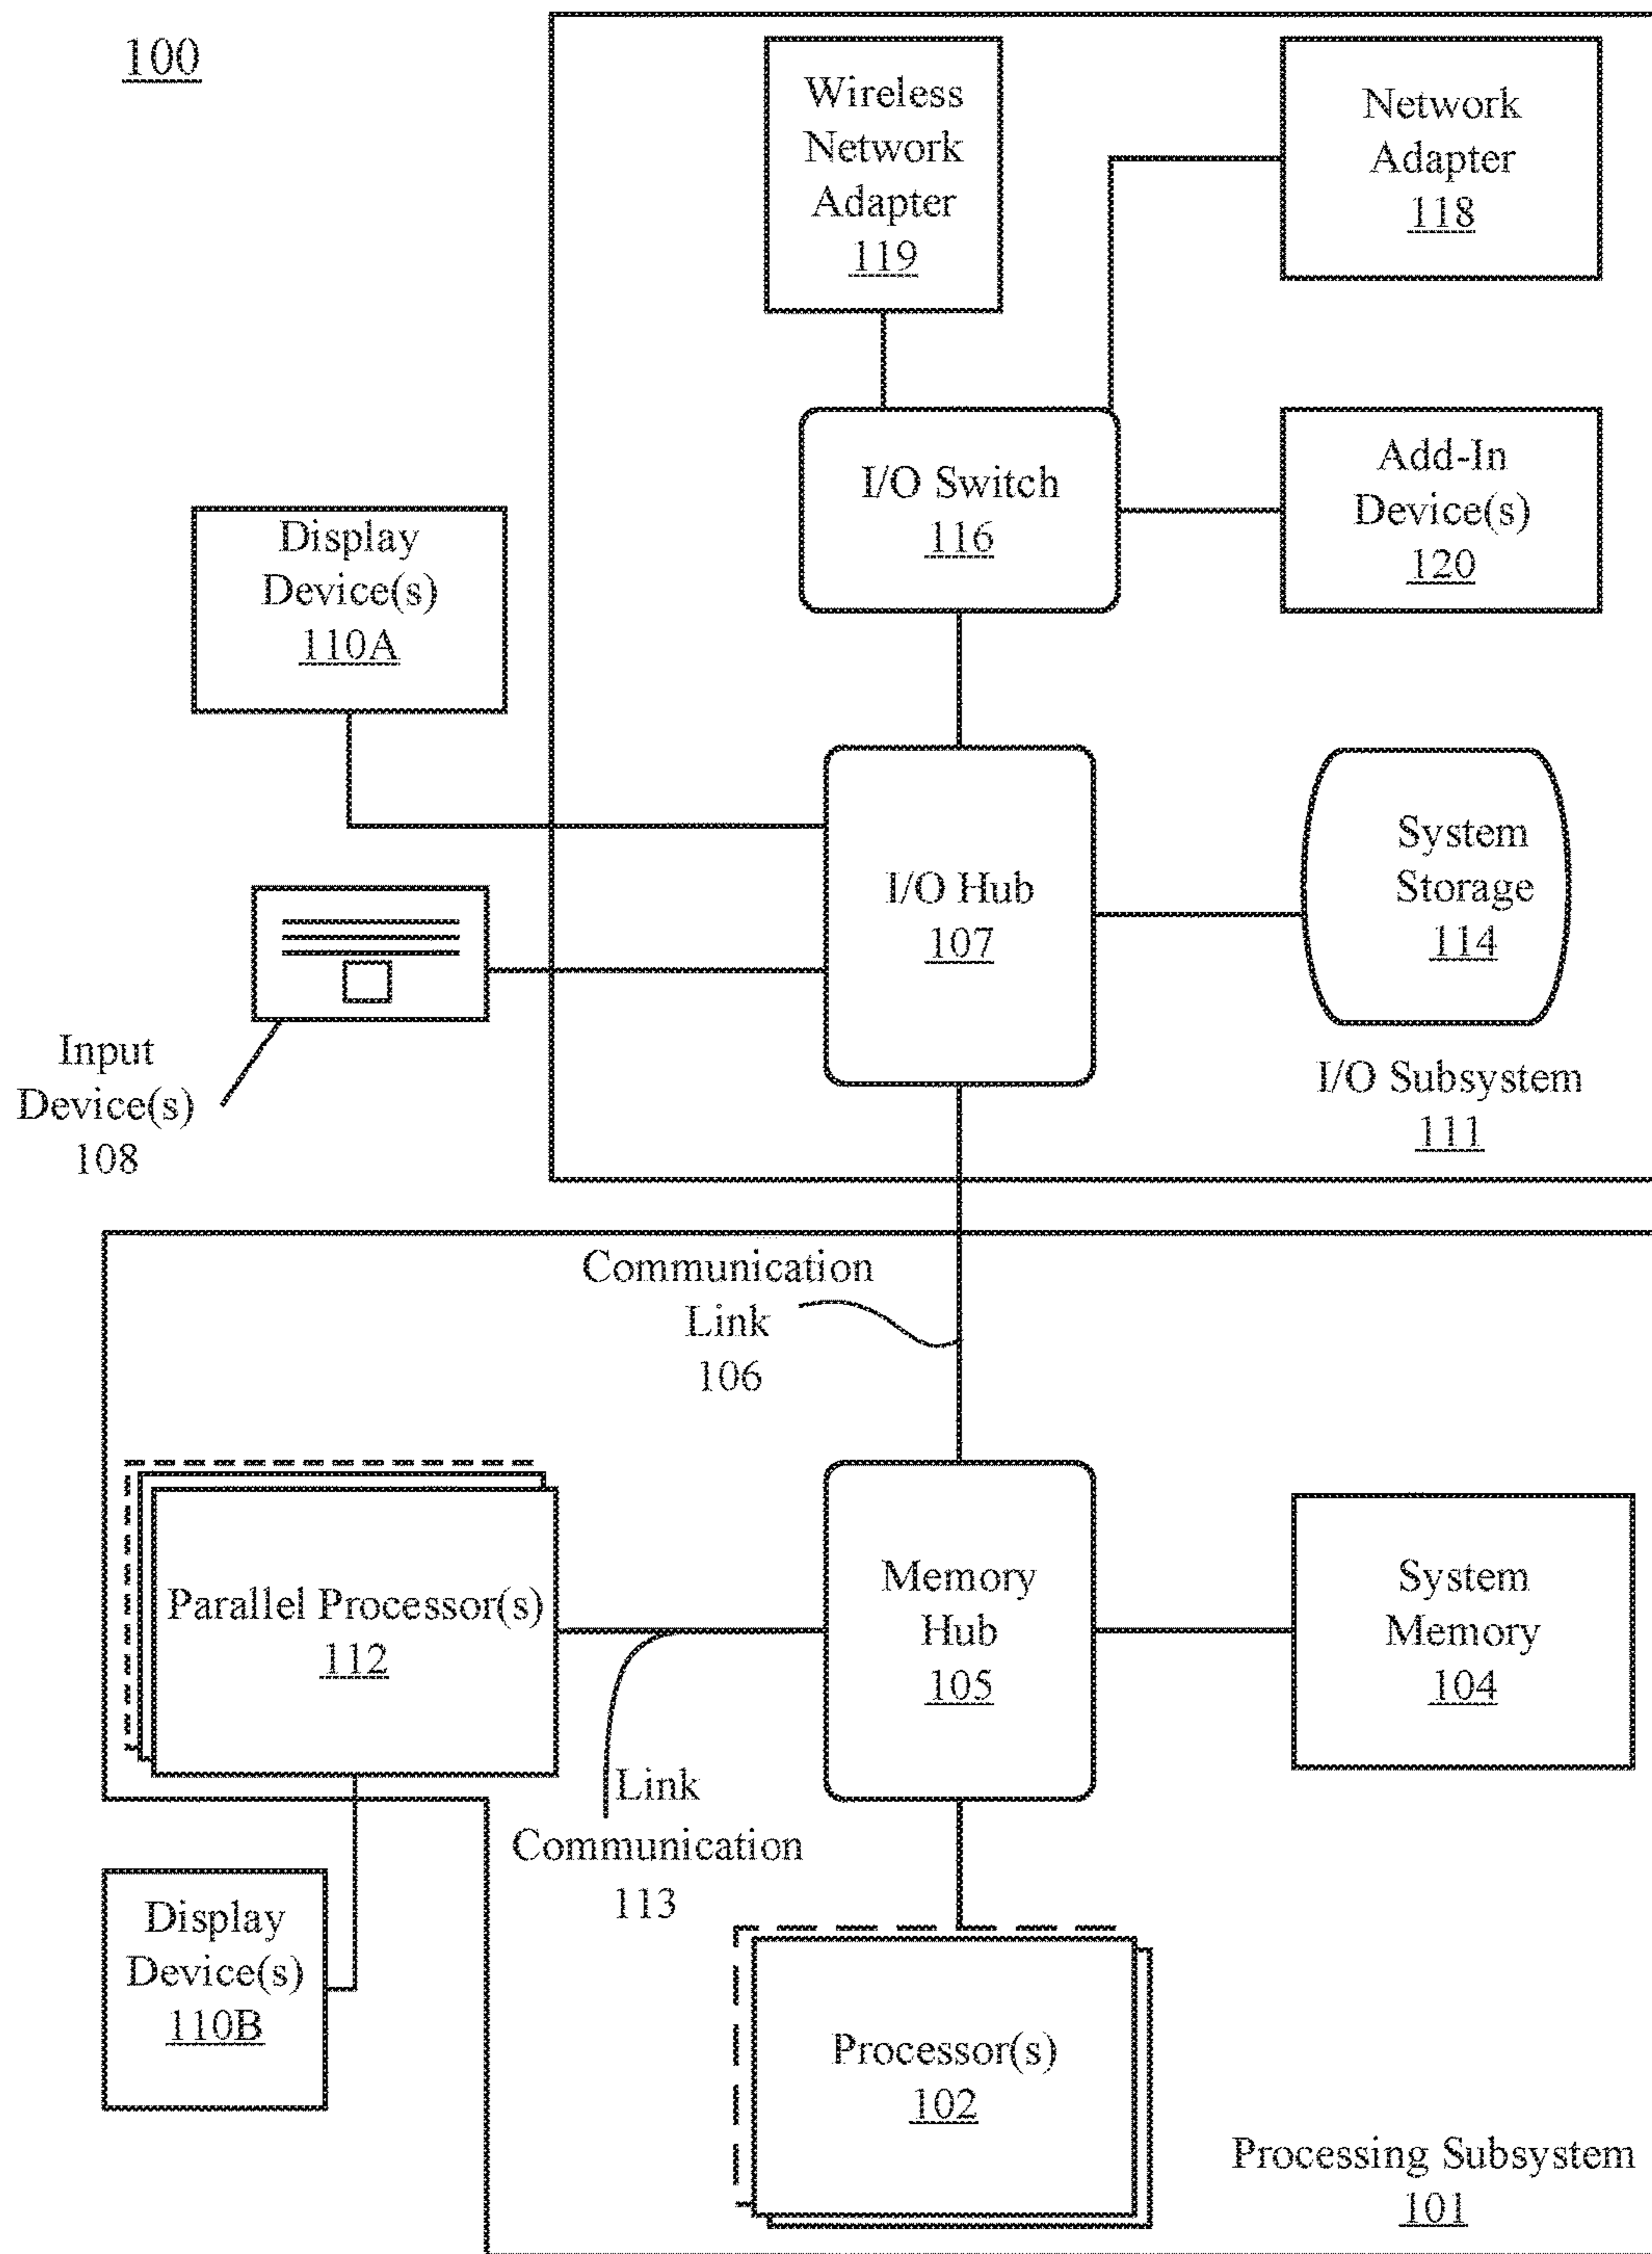 100
Wireless
Network
Adapter
119
Network
Adapter
118
I/O Switch
116
Add-In
Device(s)
120
Display
Device(s)
110A
I/O Hub
107
System
Storage
114
Input
Device(s)
108
I/O Subsystem
111
Communication
Link
106
Parallel Processor(s)
112
Memory
Hub
105
System
Memory
104
Link
Communication
113
Display
Device(s)
110B
Processor(s)
102
Processing Subsystem
101